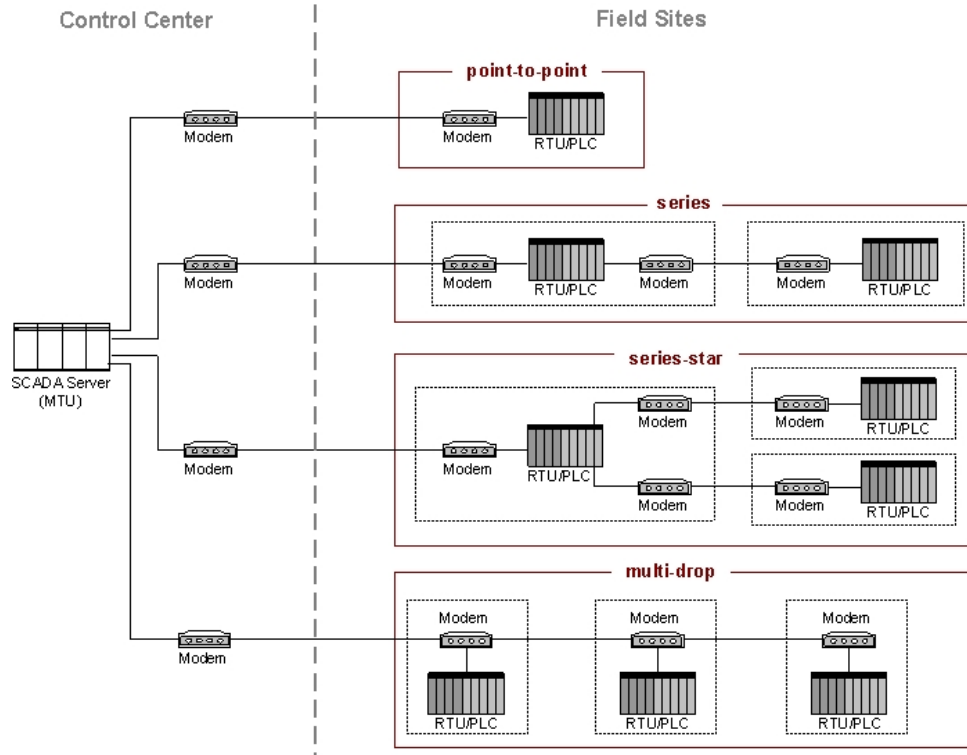 Control Center
Field Sites
point-to-point
Modem
Modem
RTU/PLC
series
Modem
Modem
RTU/PLC
Modem
Modem
RTU/PLC
SCADA Server
(MTU)
series-star
Modem
Modem
RTU/PLC
Modem
Modem
RTU/PLC
Modem
Modem
RTU/PLC
multi-drop
Modem
Modem
Modem
Modem
RTU/PLC
RTU/PLC
RTU/PLC